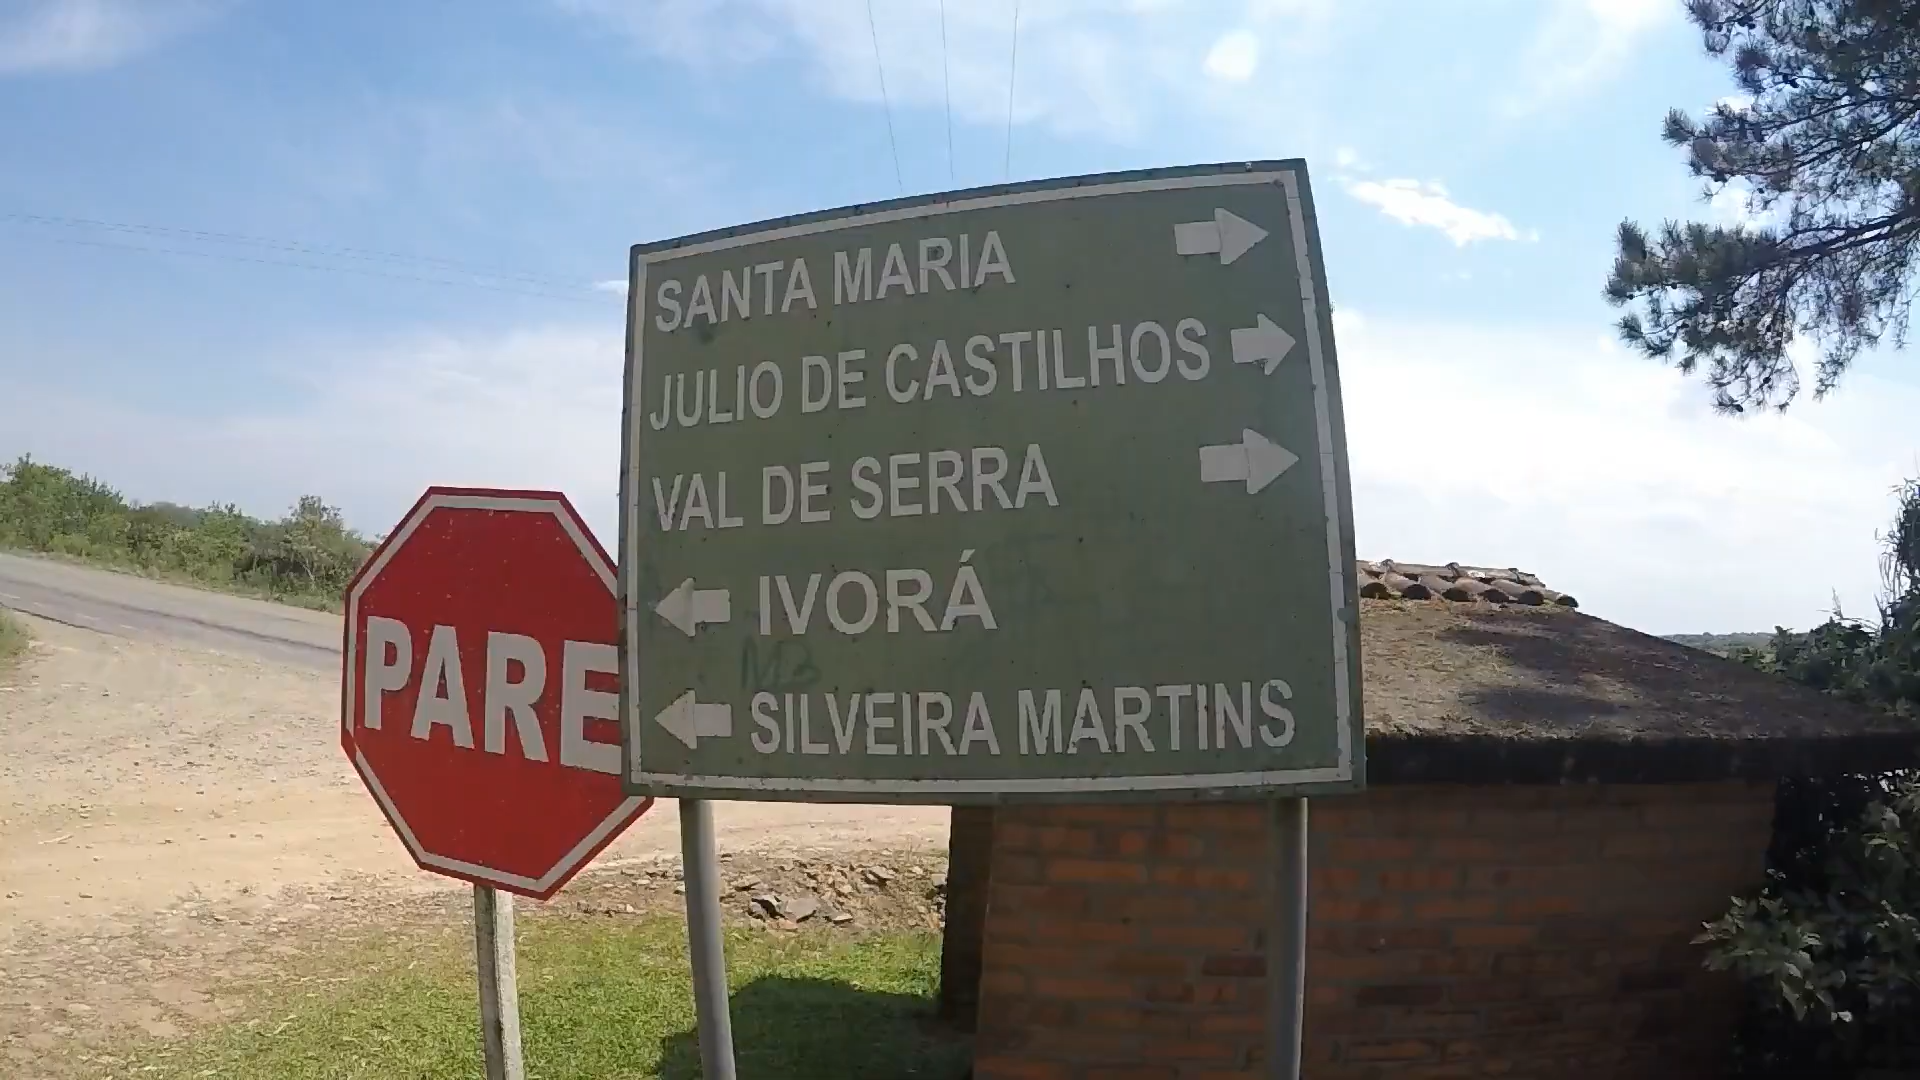 SANTA MARIA
JULIO DE CASTILHOS
VAL DE SERRA
IVORÁ
SILVEIRA MARTINS
PARE